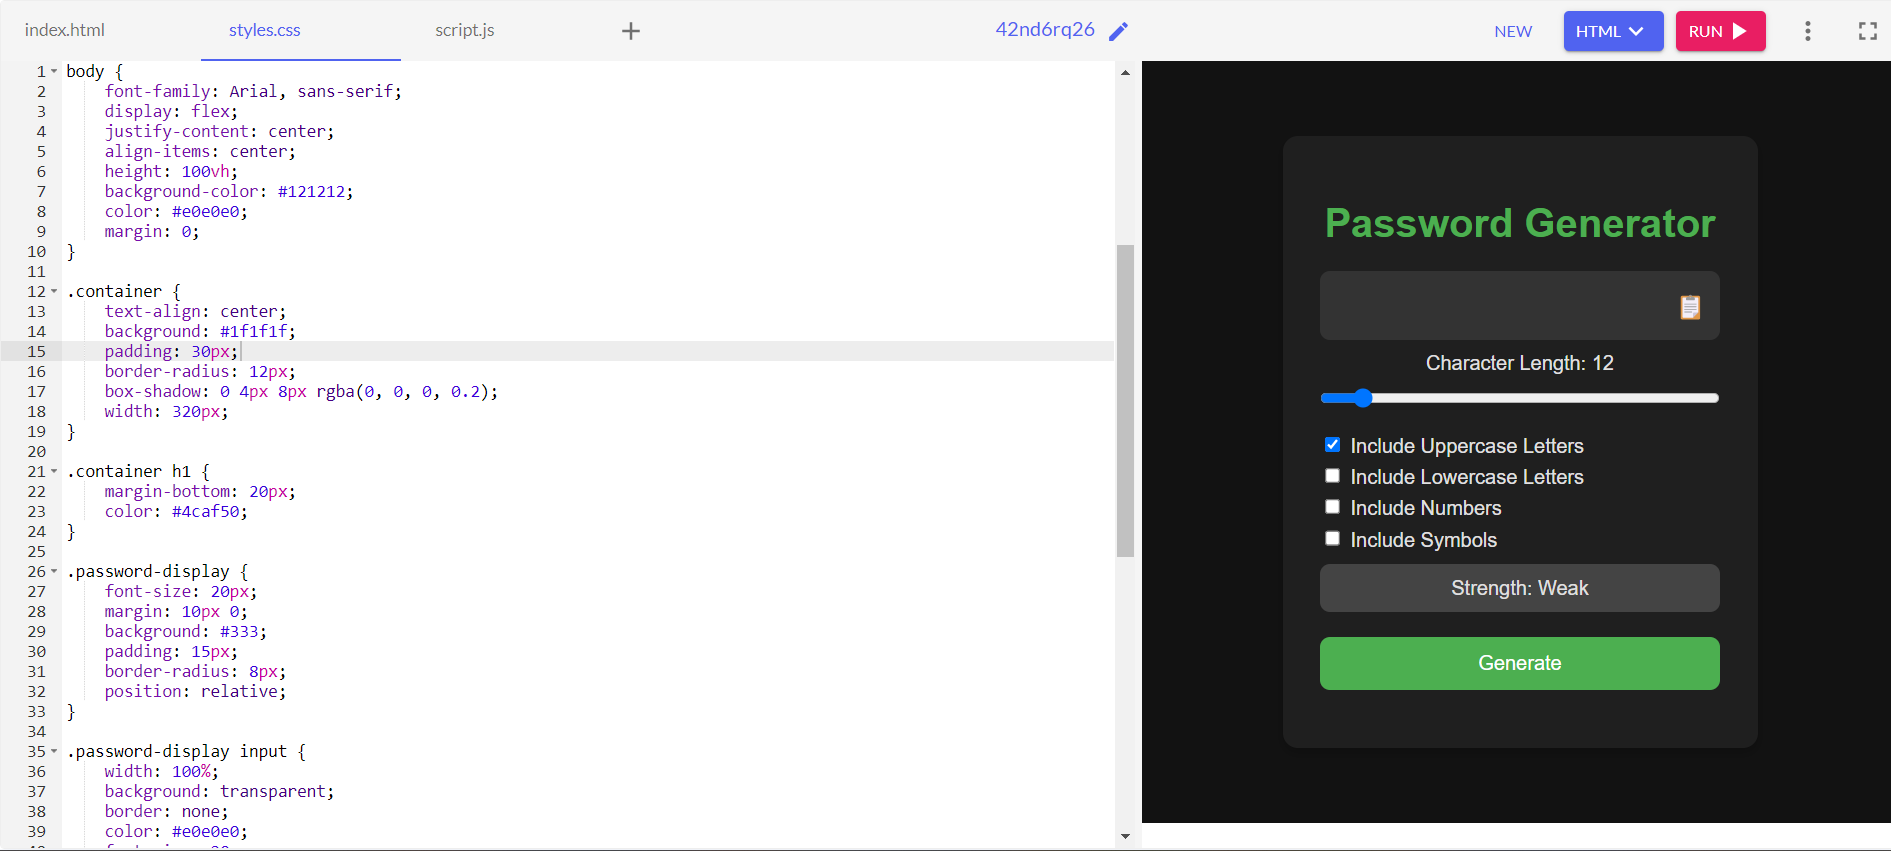 index.html
styles.css
script.js
+
42nd6rq26
NEW
HTML
RUN
1 body {
2 font-family: Arial, sans-serif;
3 display: flex;
4 justify-content: center;
5 align-items: center;
6 height: 100vh;
7 background-color: #121212;
8 color: #e0e0e0;
9 margin: 0;
10 }
11
12 .container {
13 text-align: center;
14 background: #1f1f1f;
15 padding: 30px;
16 border-radius: 12px;
17 box-shadow: 0 4px 8px rgba(0, 0, 0, 0.2);
18 width: 320px;
19 }
20
21 .container h1 {
22 margin-bottom: 20px;
23 color: #4caf50;
24 }
25
26 .password-display {
27 font-size: 20px;
28 margin: 10px 0;
29 background: #333;
30 padding: 15px;
31 border-radius: 8px;
32 position: relative;
33 }
34
35 .password-display input {
36 width: 100%;
37 background: transparent;
38 border: none;
39 color: #e0e0e0;
Password Generator
Character Length: 12
Include Uppercase Letters
Include Lowercase Letters
Include Numbers
Include Symbols
Strength: Weak
Generate